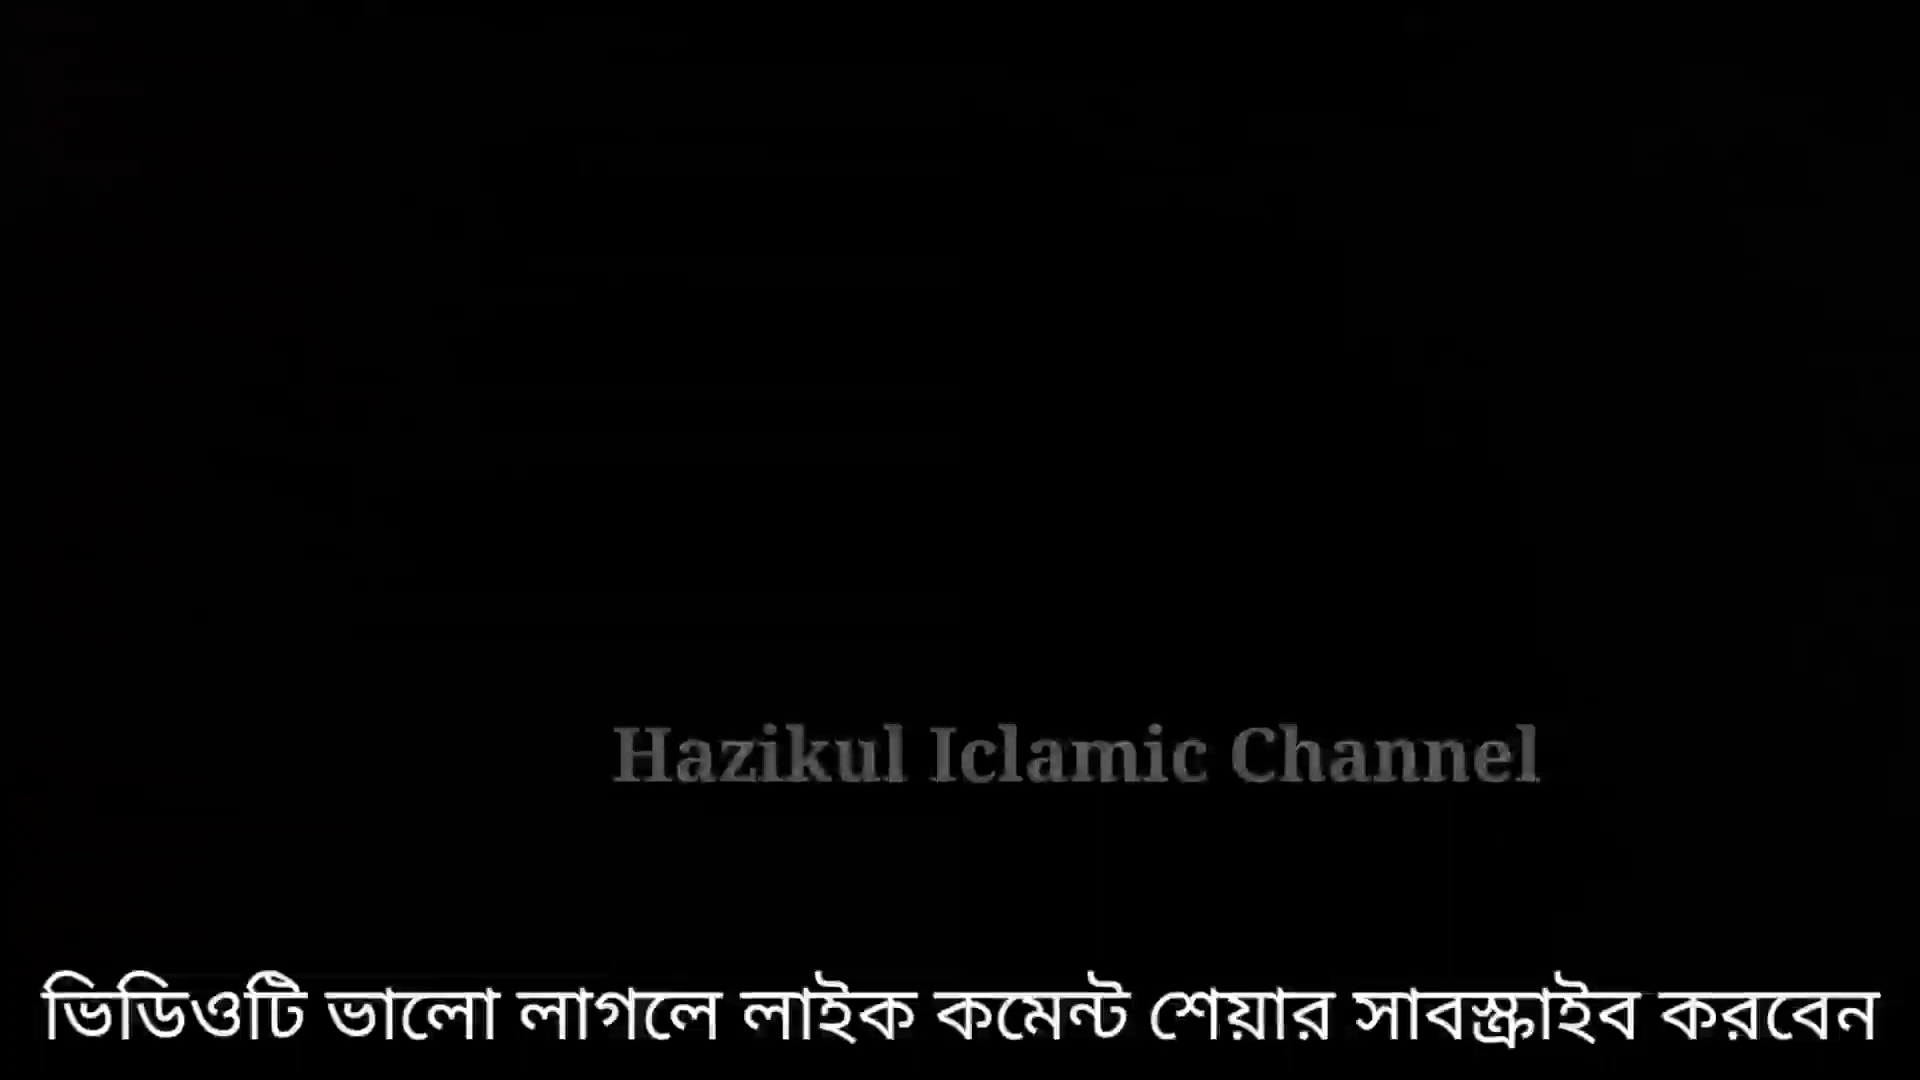 Hazikul Iclamic Channel
ভিডিওটি ভালো লাগলে লাইক কমেন্ট শেয়ার সাবস্ক্রাইব করবেন